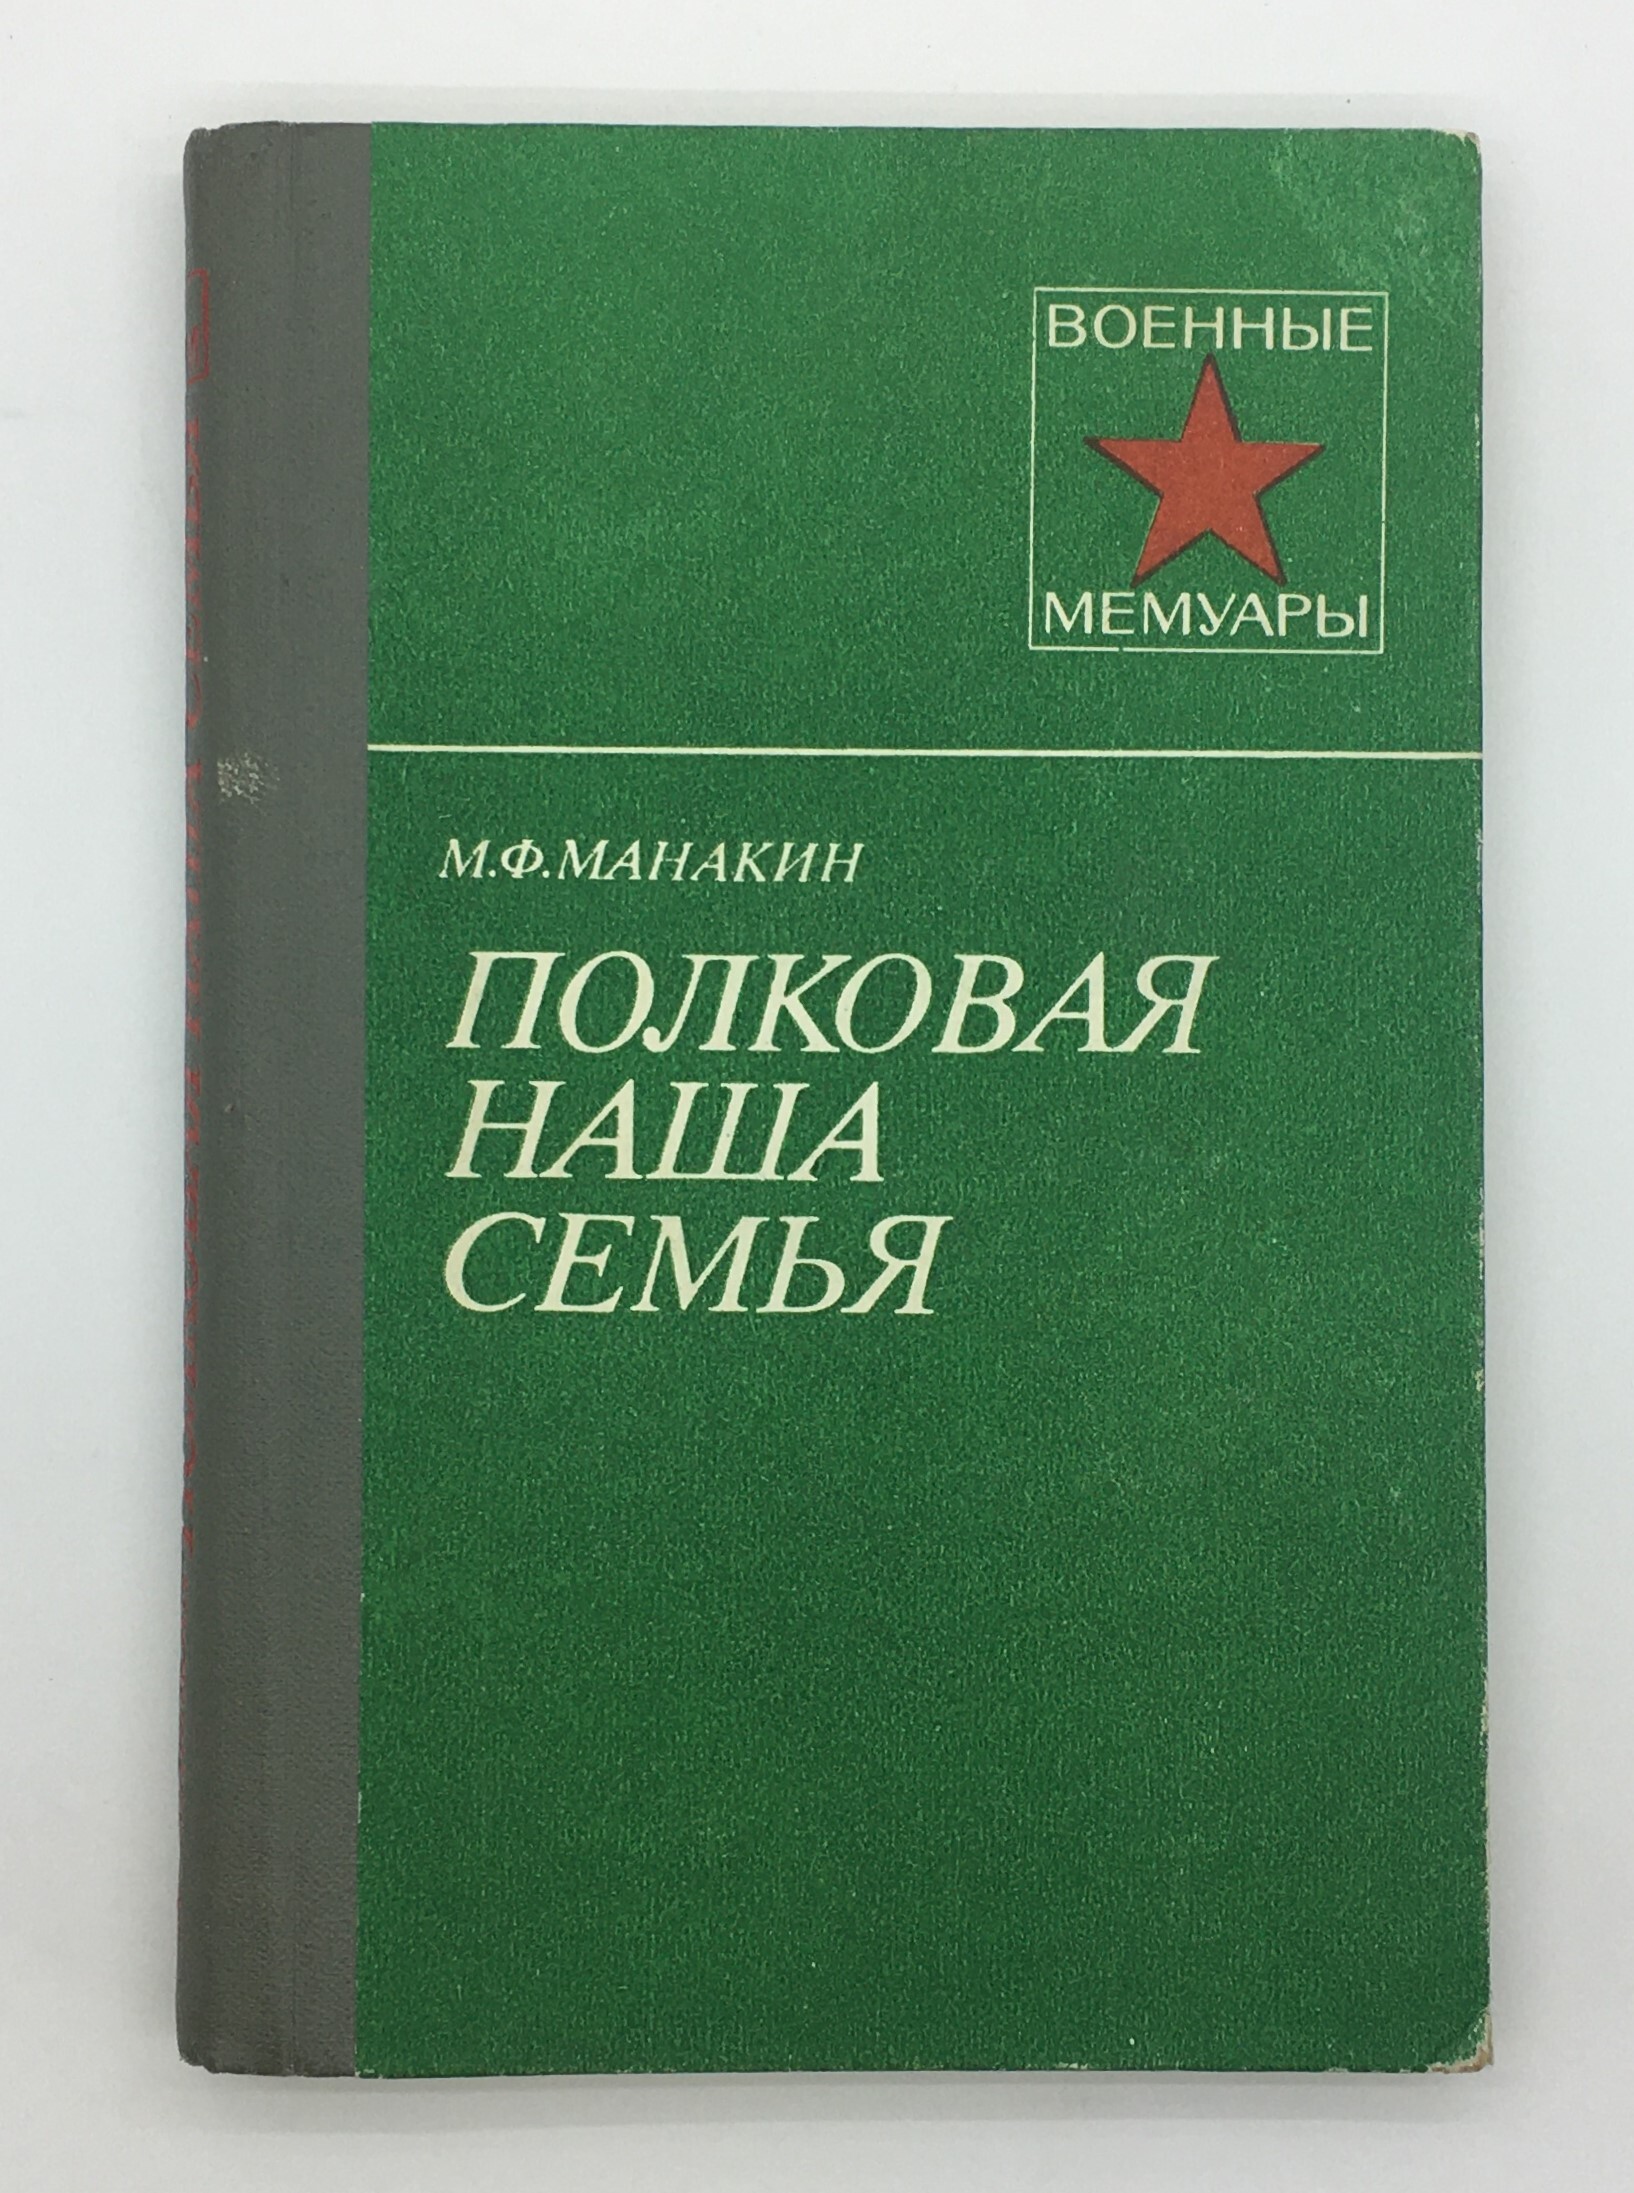 ВОЕННЫЕ
МЕМУАРЫ
М.Ф.МАНАКИН
ПОЛКОВАЯ
НАША
СЕМЬЯ